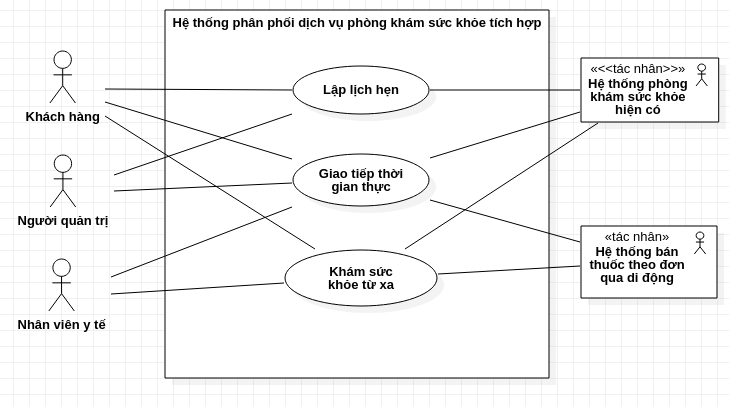 Hệ thống phân phối dịch vụ phòng khám sức khỏe tích hợp
Khách hàng
Người quản trị
Nhân viên y tế
Lập lịch hẹn
Giao tiếp thời
gian thực
Khám sức
khỏe từ xa
«<<tác nhân>>»
Hệ thống phòng
khám sức khỏe
hiện có
«tác nhân»
Hệ thống bán
thuốc theo đơn
qua di động